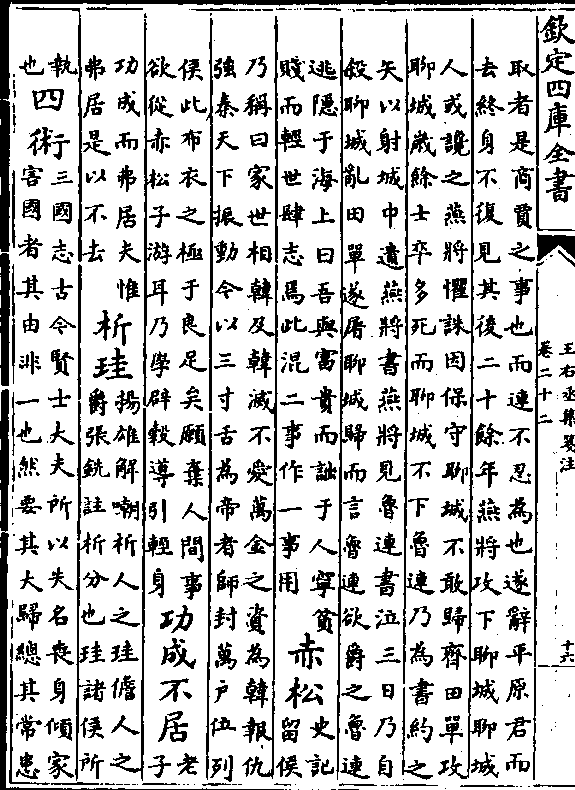 欽定四庫全書
王右丞集箋注
卷二十二
十六
取者是商賈之事也而連不忍為也遂辭平原君而
去終身不復見其後二十餘年燕將攻下聊城聊城
人或讒之燕將懼誅因保守聊城不敢歸齊田單攻
聊城歲餘士卒多死而聊城不下魯連乃為書約之
矢以射城中遺燕將書燕將見魯連書泣三日乃自
殺聊城亂田單遂屠聊城歸而言魯連欲爵之魯連
逃隱于海上曰吾與富貴而詘于人寧貧
賤而輕世肆志焉此混二事作一事用
赤松
史記
留侯
乃稱曰家世相韓及韓滅不愛萬金之資為韓報仇
強秦天下振動今以三寸舌為帝者師封萬户位列
侯此布衣之極于良足矣願棄人間事
欲從赤松子游耳乃學辟穀導引輕身
功成不居
老
子
功成而弗居夫惟
弗居是以不去
析珪
揚雄解嘲析人之珪儋人之
爵張銑註析分也珪諸侯所
執
也
四術
三國志古今賢士大夫所以失名喪身傾家
害國者其由非一也然要其大歸總其常患